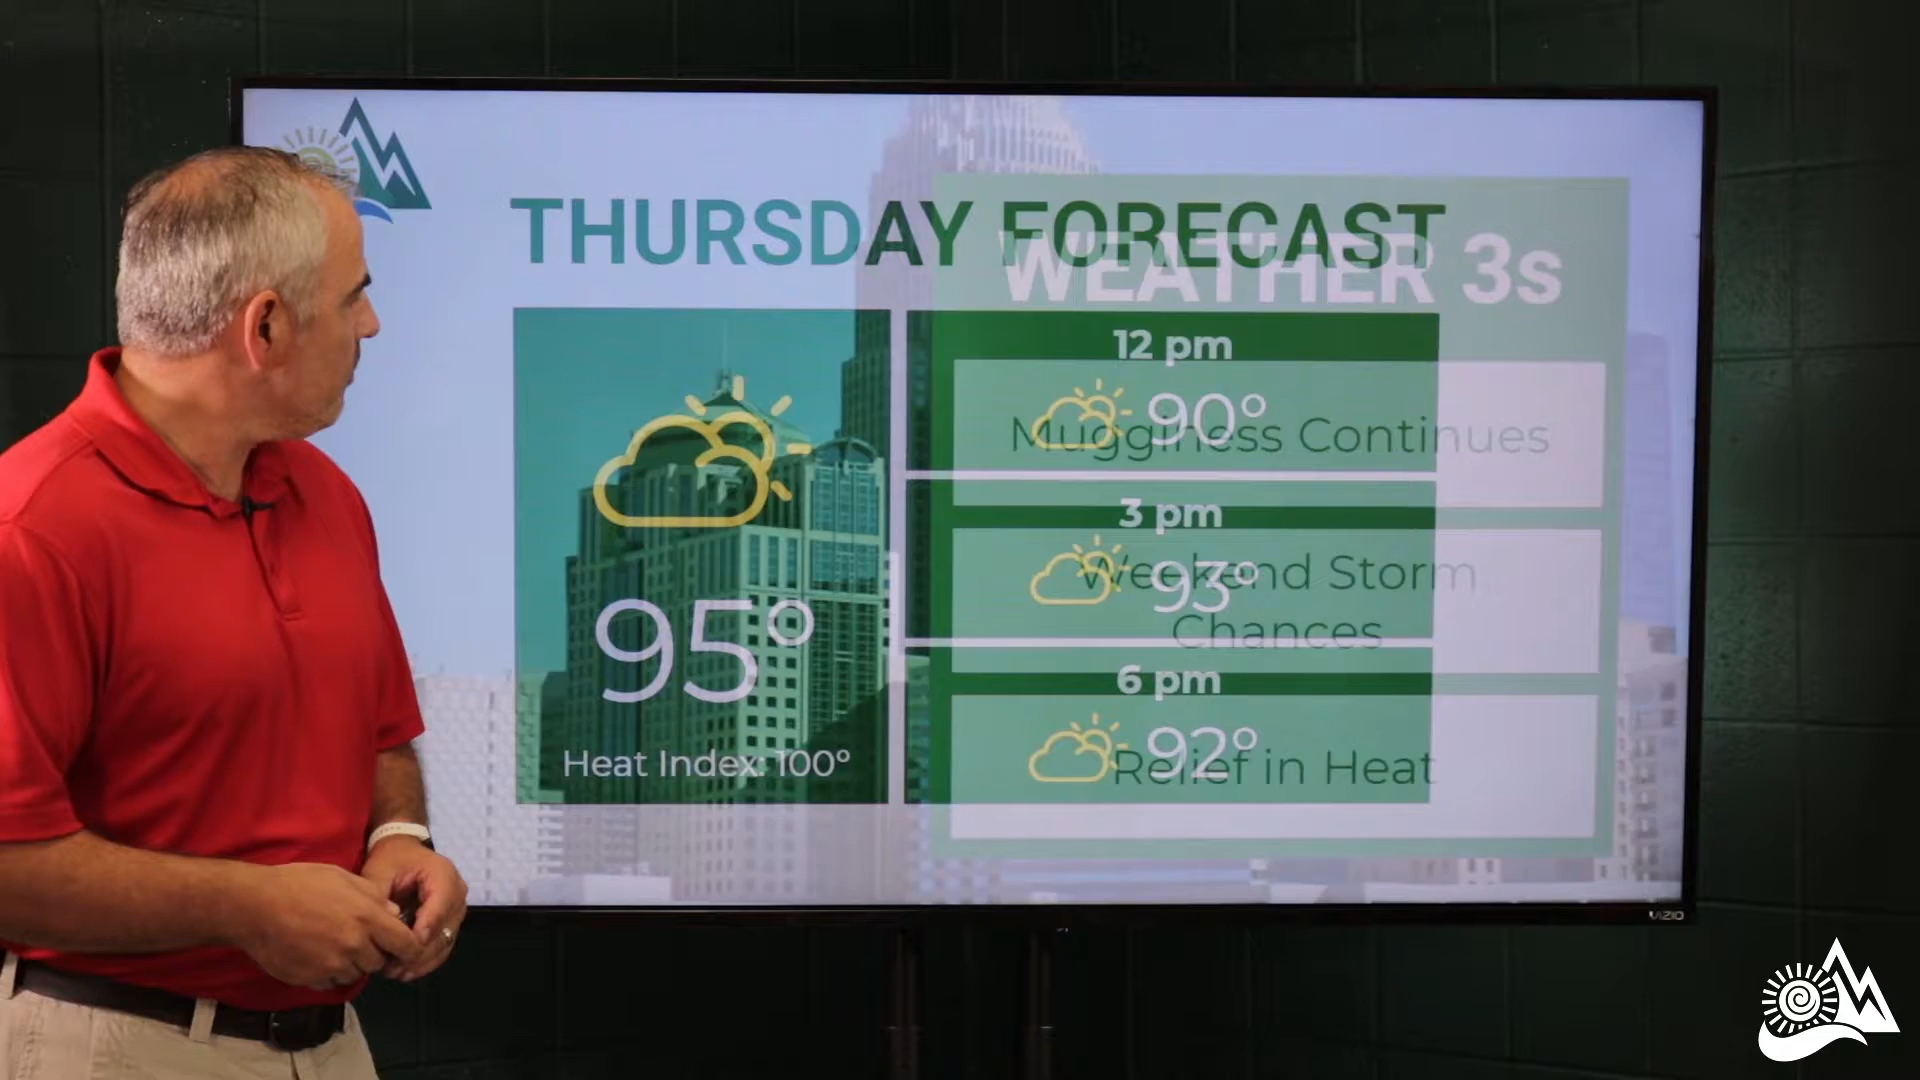 THURSDAY FORECAST
WEATHER 3s
12 pm
90°
Mugginess Continues
3 pm
93°
Weekend Storm
Chances
95°
6 pm
92°
Relief in Heat
Heat Index: 100°
VIZIO